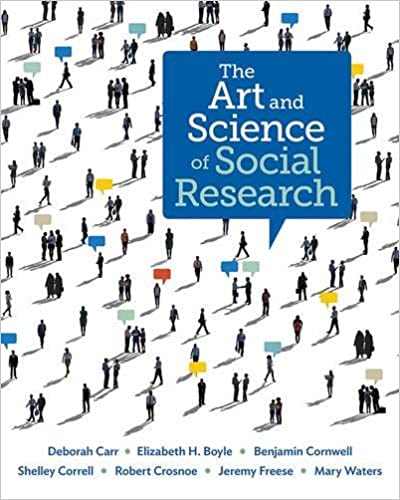 The
Art and
Science
of Social
Research
Deborah Carr • Elizabeth H. Boyle • Benjamin Cornwell
Shelley Correll • Robert Crosnoe • Jeremy Freese • Mary Waters